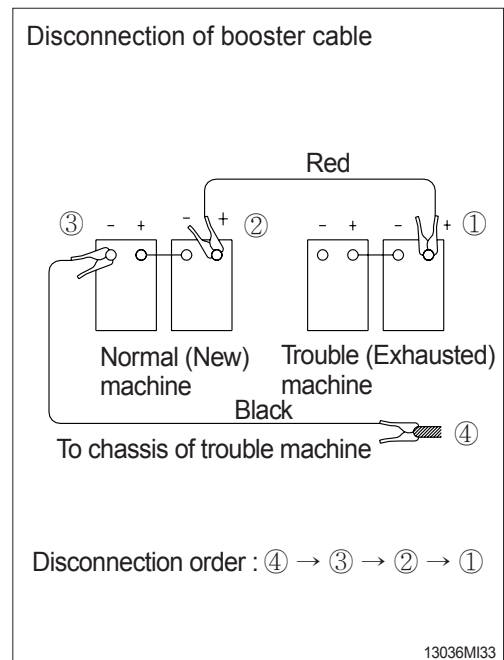 Disconnection of booster cable
Red
③ - + - + ② - + - + ①
Normal (New)
machine
Trouble (Exhausted)
machine
Black
To chassis of trouble machine ④
Disconnection order : ④ → ③ → ② → ①
13036MI33